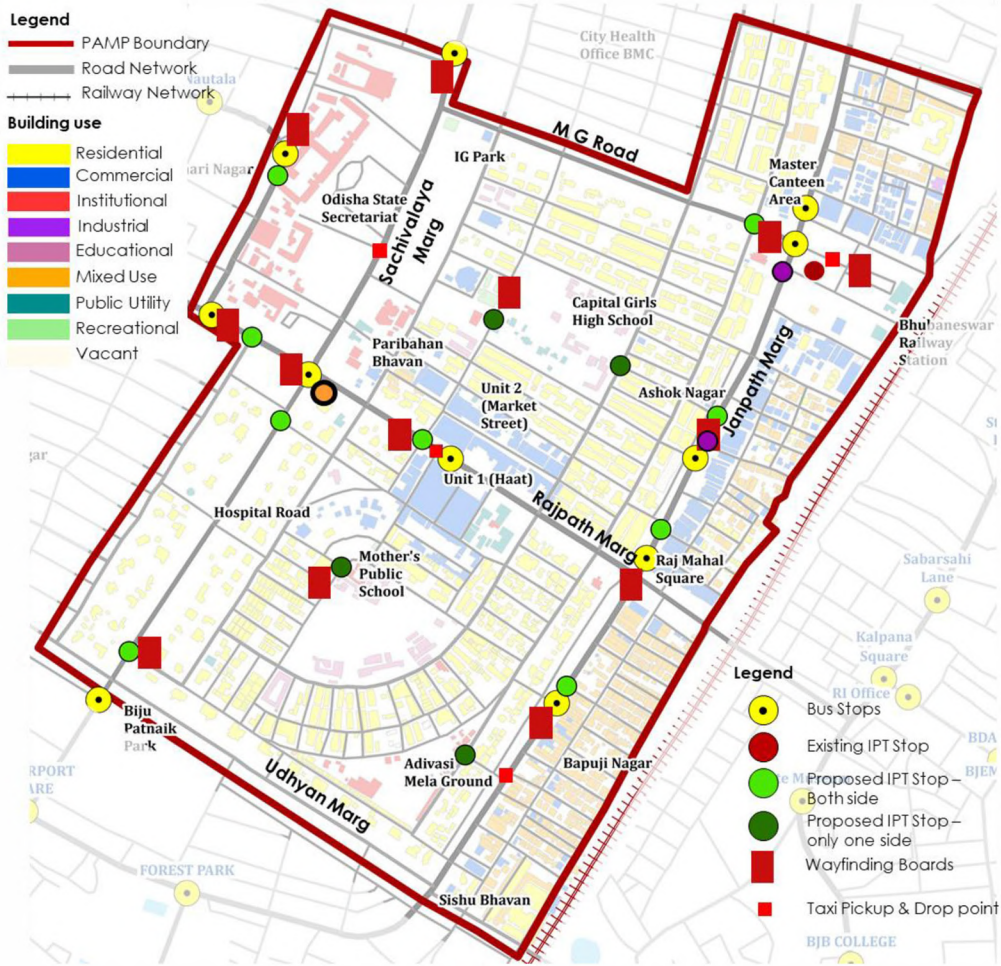 Legend
PAMP Boundary
Road Network
Railway Network
Building use
Residential
Commercial
Institutional
Industrial
Educational
Mixed Use
Public Utility
Recreational
Vacant
City Health
Office BMC
M G Road
IG Park
Master
Canteen
Area
Odisha State
Secretariat
Sachivalaya
Marg
Capital Girls
High School
Paribahan
Bhavan
Bhubaneswar
Railway
Station
Janpath Marg
Ashok Nagar
Unit 2
(Market
Street)
Unit 1 (Haat)
Rajpath Marg
Hospital Road
Mother's
Public
School
Raj Mahal
Square
Sabarsahi
Lane
Kalpana
Square
RI Office
Biju
Patnaik
Park
Udhyan Marg
Adivasi
Mela Ground
Bapuji Nagar
Sishu Bhavan
FOREST PARK
BJB COLLEGE
Legend
Bus Stops
Existing IPT Stop
Proposed IPT Stop –
Both side
Proposed IPT Stop –
only one side
Wayfinding Boards
Taxi Pickup & Drop point
BDA